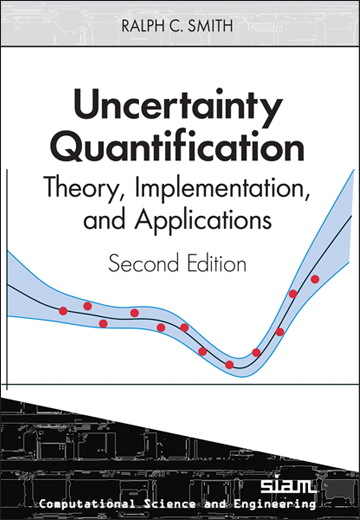 RALPH C. SMITH
Uncertainty
Quantification
Theory, Implementation,
and Applications
Second Edition
siam
Computational Science and Engineering